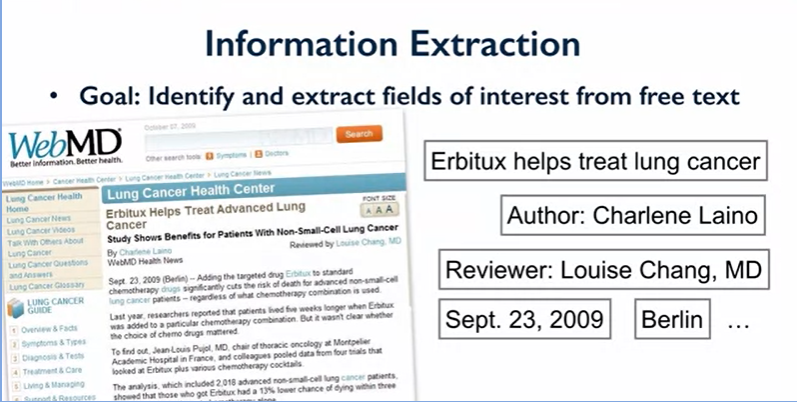 Information Extraction
• Goal: Identify and extract fields of interest from free text
WebMD
Better information. Better health.
October 07, 2009
Search
Other search tools: Symptoms | Doctors
WebMD Home > Cancer Health Center > Lung Cancer Health Center > Lung Cancer News
Lung Cancer Health
Home
Lung Cancer News
Lung Cancer Videos
Talk With Others About
Lung Cancer
Lung Cancer Questions
and Answers
Lung Cancer Glossary
LUNG CANCER
GUIDE
1 Overview & Facts
2 Symptoms & Types
3 Diagnosis & Tests
4 Treatment & Care
5 Living & Managing
6 Support & Resources
Lung Cancer Health Center
Erbitux Helps Treat Advanced Lung
Cancer
FONT SIZE
A A A
Study Shows Benefits for Patients With Non-Small-Cell Lung Cancer
By Charlene Laino
WebMD Health News
Reviewed by Louise Chang, MD
Sept. 23, 2009 (Berlin) -- Adding the targeted drug Erbitux to standard
chemotherapy drugs significantly cuts the risk of death for advanced non-small-cell
lung cancer patients -- regardless of what chemotherapy combination is used.
Last year, researchers reported that patients lived five weeks longer when Erbitux
was added to a particular chemotherapy combination. But it wasn't clear whether
the choice of chemo drugs mattered.
To find out, Jean-Louis Pujol, MD, chair of thoracic oncology at Montpelier
Academic Hospital in France, and colleagues pooled data from four trials that
looked at Erbitux plus various chemotherapy cocktails.
The analysis, which included 2,018 advanced non-small-cell lung cancer patients,
showed that those who got Erbitux had a 13% lower chance of dying within three
Erbitux helps treat lung cancer
Author: Charlene Laino
Reviewer: Louise Chang, MD
Sept. 23, 2009
Berlin
...